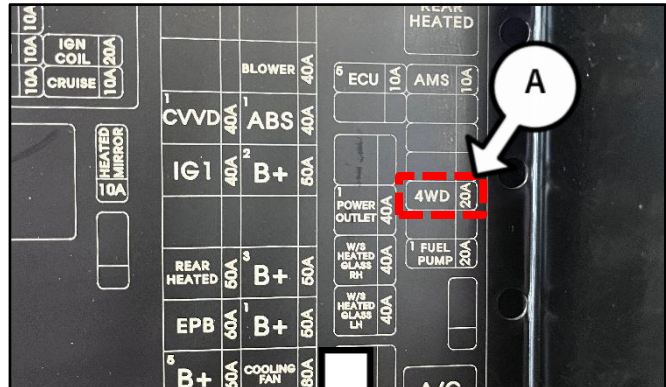 REAR
HEATED
10A
10A
IGN
COIL
20A
10A
CRUISE
10A
BLOWER
40A
5
ECU
10A
AMS
10A
A
1
CVVD
40A
1
ABS
40A
HEATED
MIRROR
10A
IG1
40A
2
B+
50A
1
POWER
OUTLET
40A
4WD
20A
W/S
HEATED
GLASS
RH
40A
1
FUEL
PUMP
20A
REAR
HEATED
50A
3
B+
50A
W/S
HEATED
GLASS
LH
40A
EPB
60A
1
B+
50A
5
B+
COOLING
FAN
80A
A/C